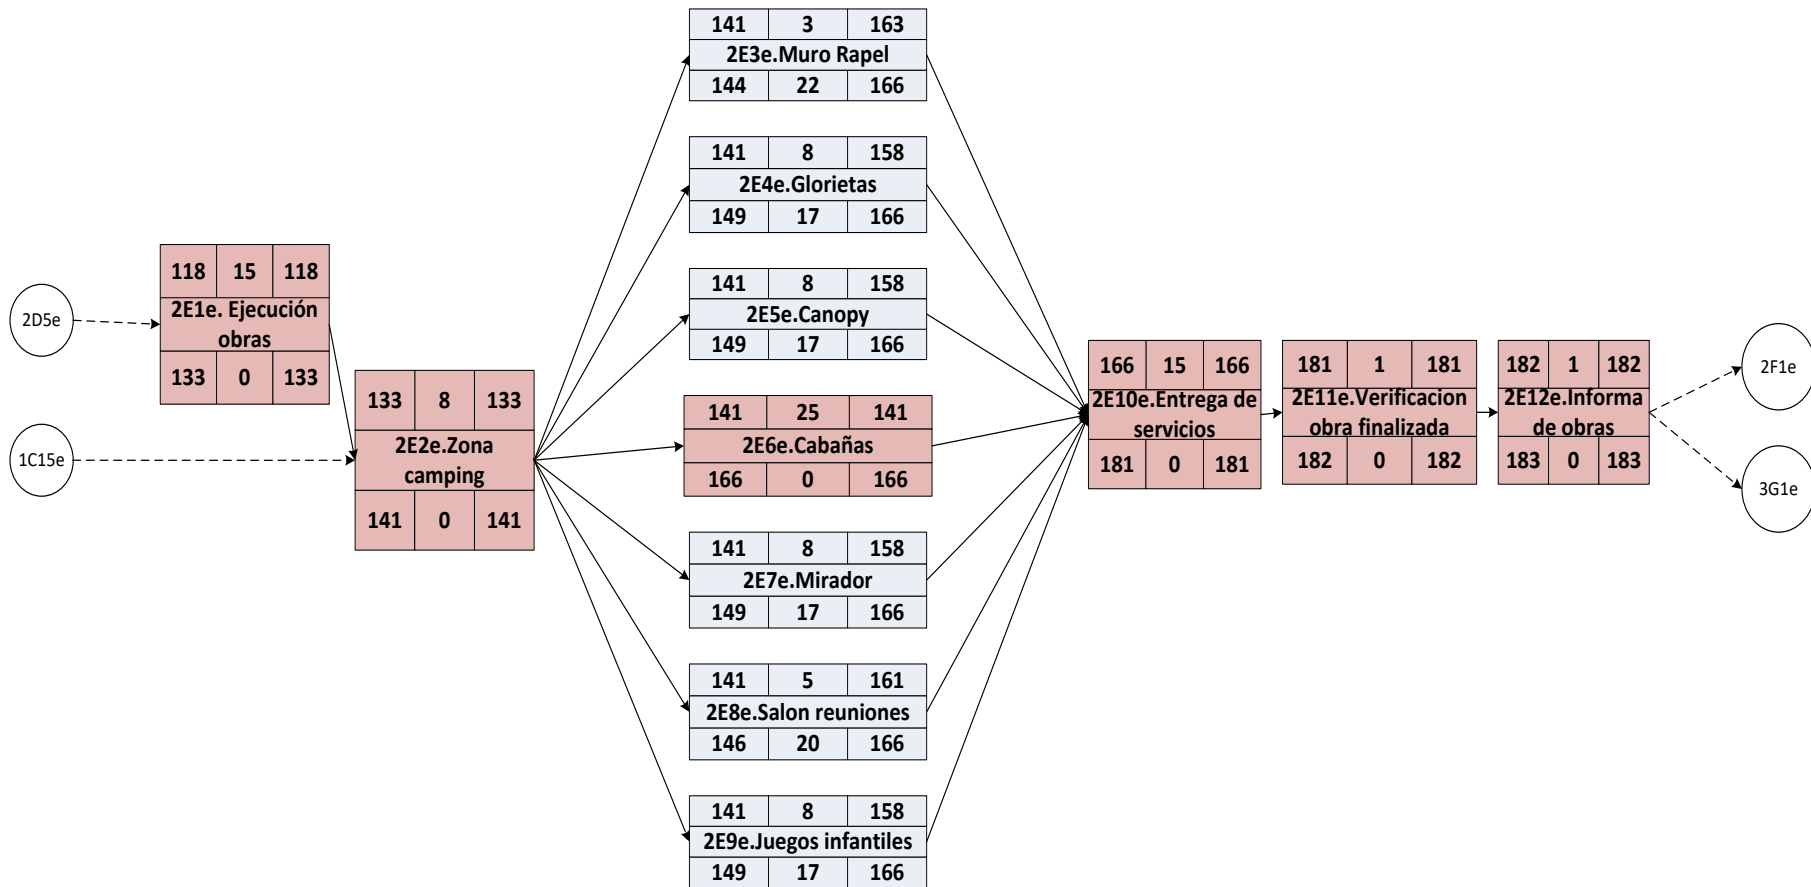 2D5e
1C15e
118 15 118
2E1e. Ejecución
obras
133 0 133
133 8 133
2E2e.Zona
camping
141 0 141
141 3 163
2E3e.Muro Rapel
144 22 166
141 8 158
2E4e.Glorietas
149 17 166
141 8 158
2E5e.Canopy
149 17 166
141 25 141
2E6e.Cabañas
166 0 166
141 8 158
2E7e.Mirador
149 17 166
141 5 161
2E8e.Salon reuniones
146 20 166
141 8 158
2E9e.Juegos infantiles
149 17 166
166 15 166
2E10e.Entrega de
servicios
181 0 181
181 1 181
2E11e.Verificacion
obra finalizada
182 0 182
182 1 182
2E12e.Informa
de obras
183 0 183
2F1e
3G1e